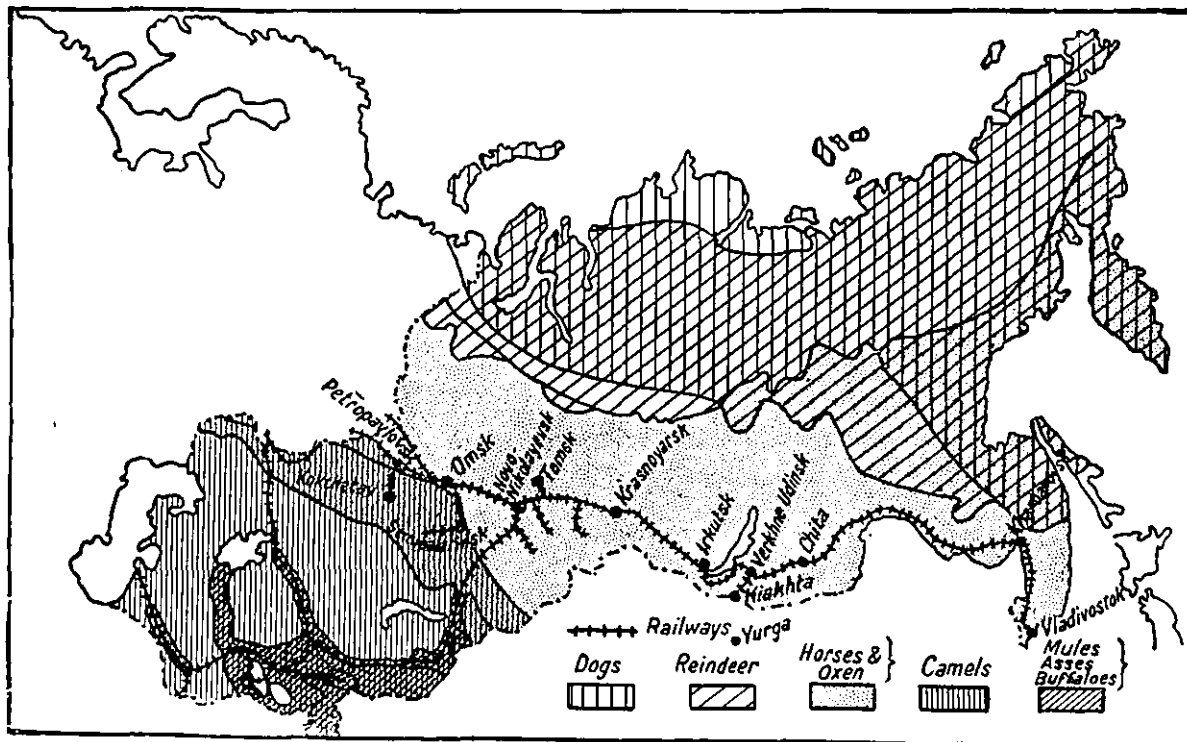 Petropavlovsk
Omsk
Kokchetav
Novo
Nikolayevsk
Tomsk
Krasnoyarsk
Irkutsk
Verkhne Udinsk
Chita
Kiakhta
Vladivostok
Railways
Yurga
Dogs
Reindeer
Horses &
Oxen
Camels
Mules
Asses
Buffaloes